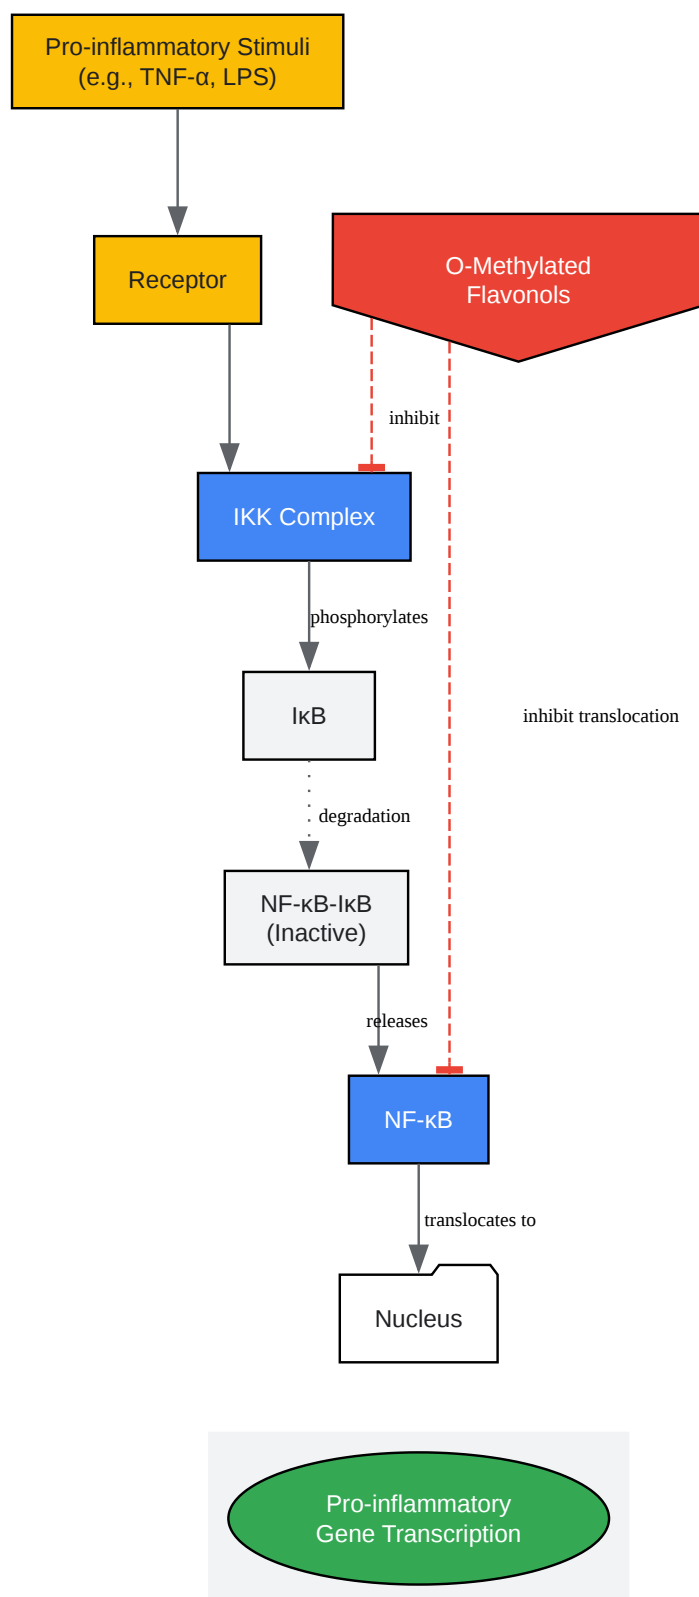 Pro-inflammatory Stimuli
(e.g., TNF-α, LPS)
Receptor
O-Methylated
Flavonols
inhibit
IKK Complex
phosphorylates
IκB
inhibit translocation
degradation
NF-κB-IκB
(Inactive)
releases
NF-κB
translocates to
Nucleus
Pro-inflammatory
Gene Transcription